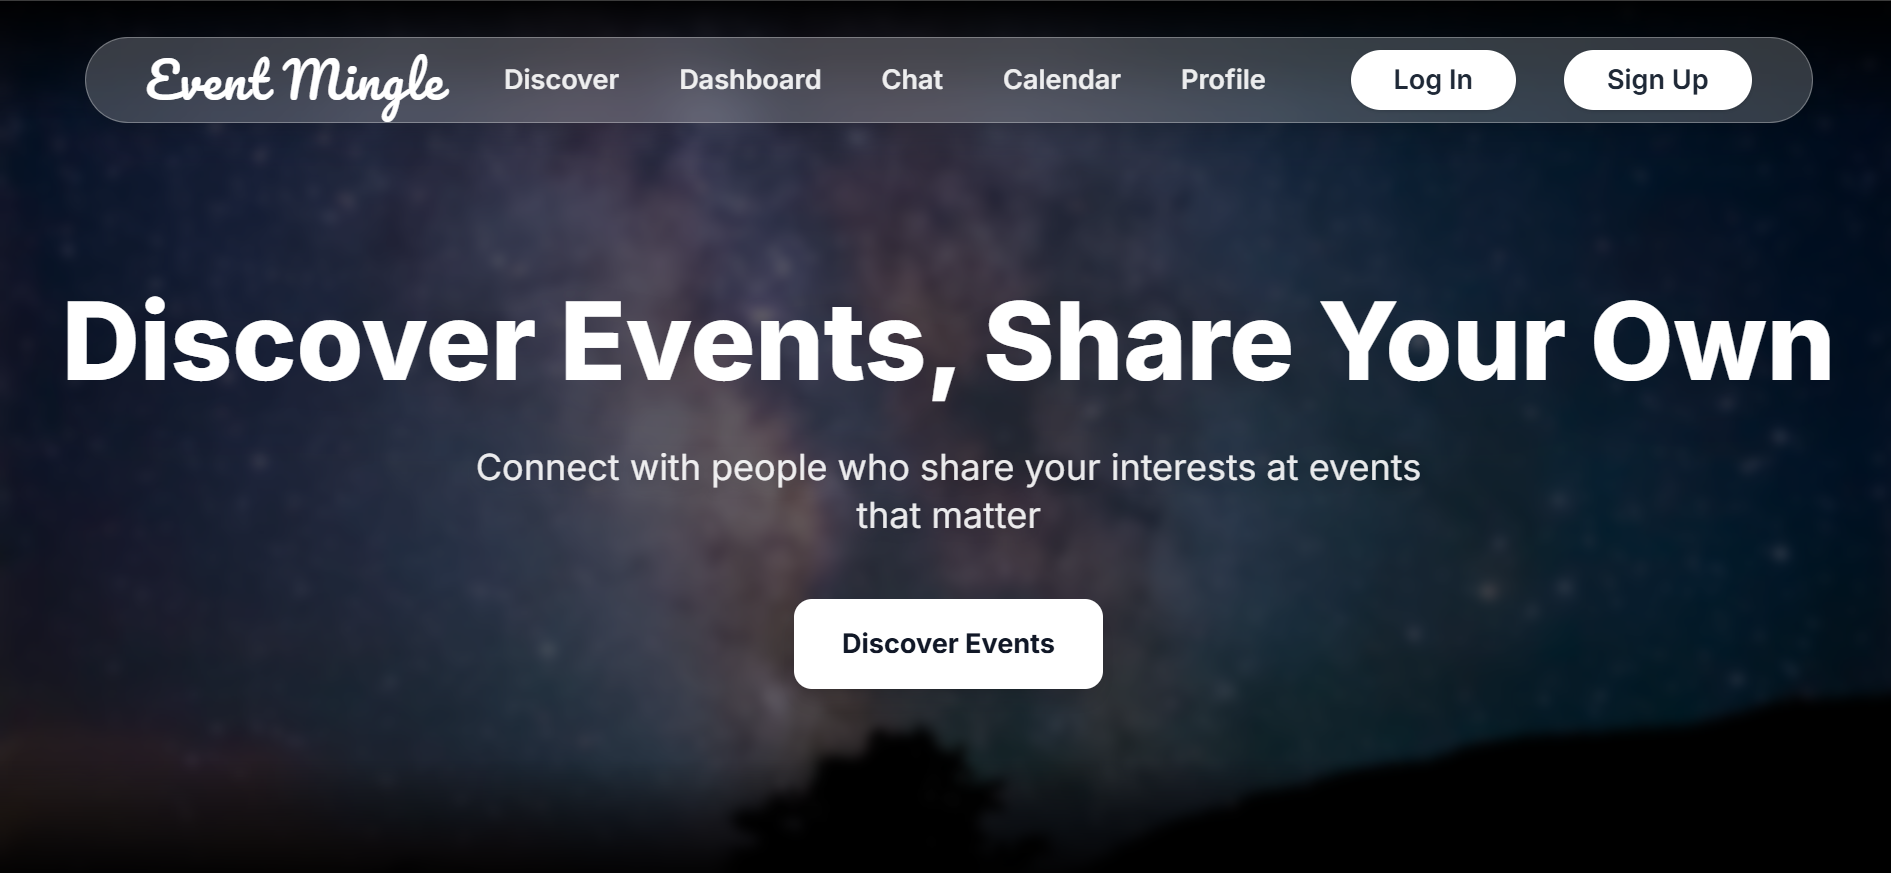 Event Mingle Discover Dashboard Chat Calendar Profile Log In Sign Up
Discover Events, Share Your Own
Connect with people who share your interests at events
that matter
Discover Events